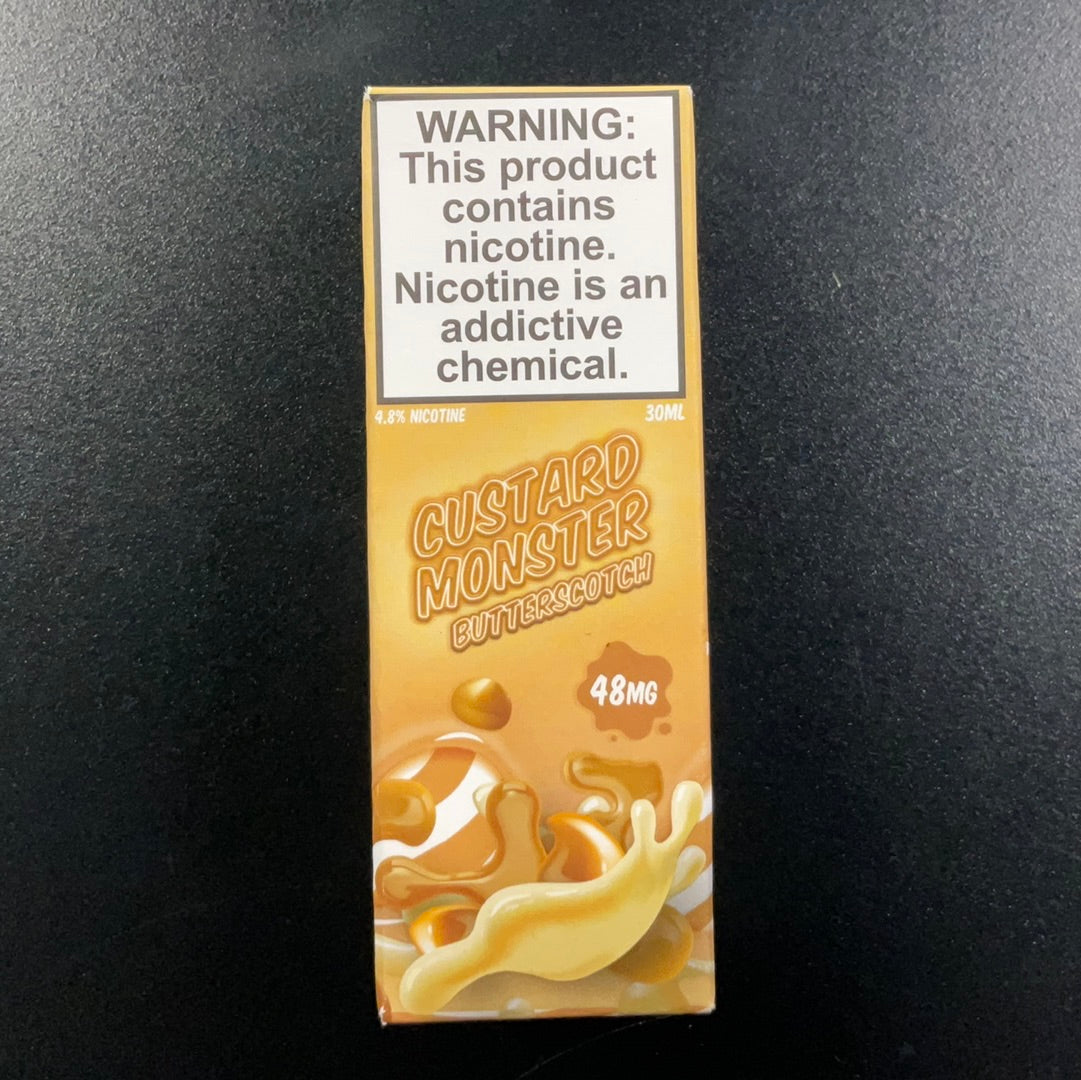 WARNING:
This product
contains
nicotine.
Nicotine is an
addictive
chemical.
4.8% NICOTINE 30ML
CUSTARD
MONSTER
BUTTERSCOTCH
48MG